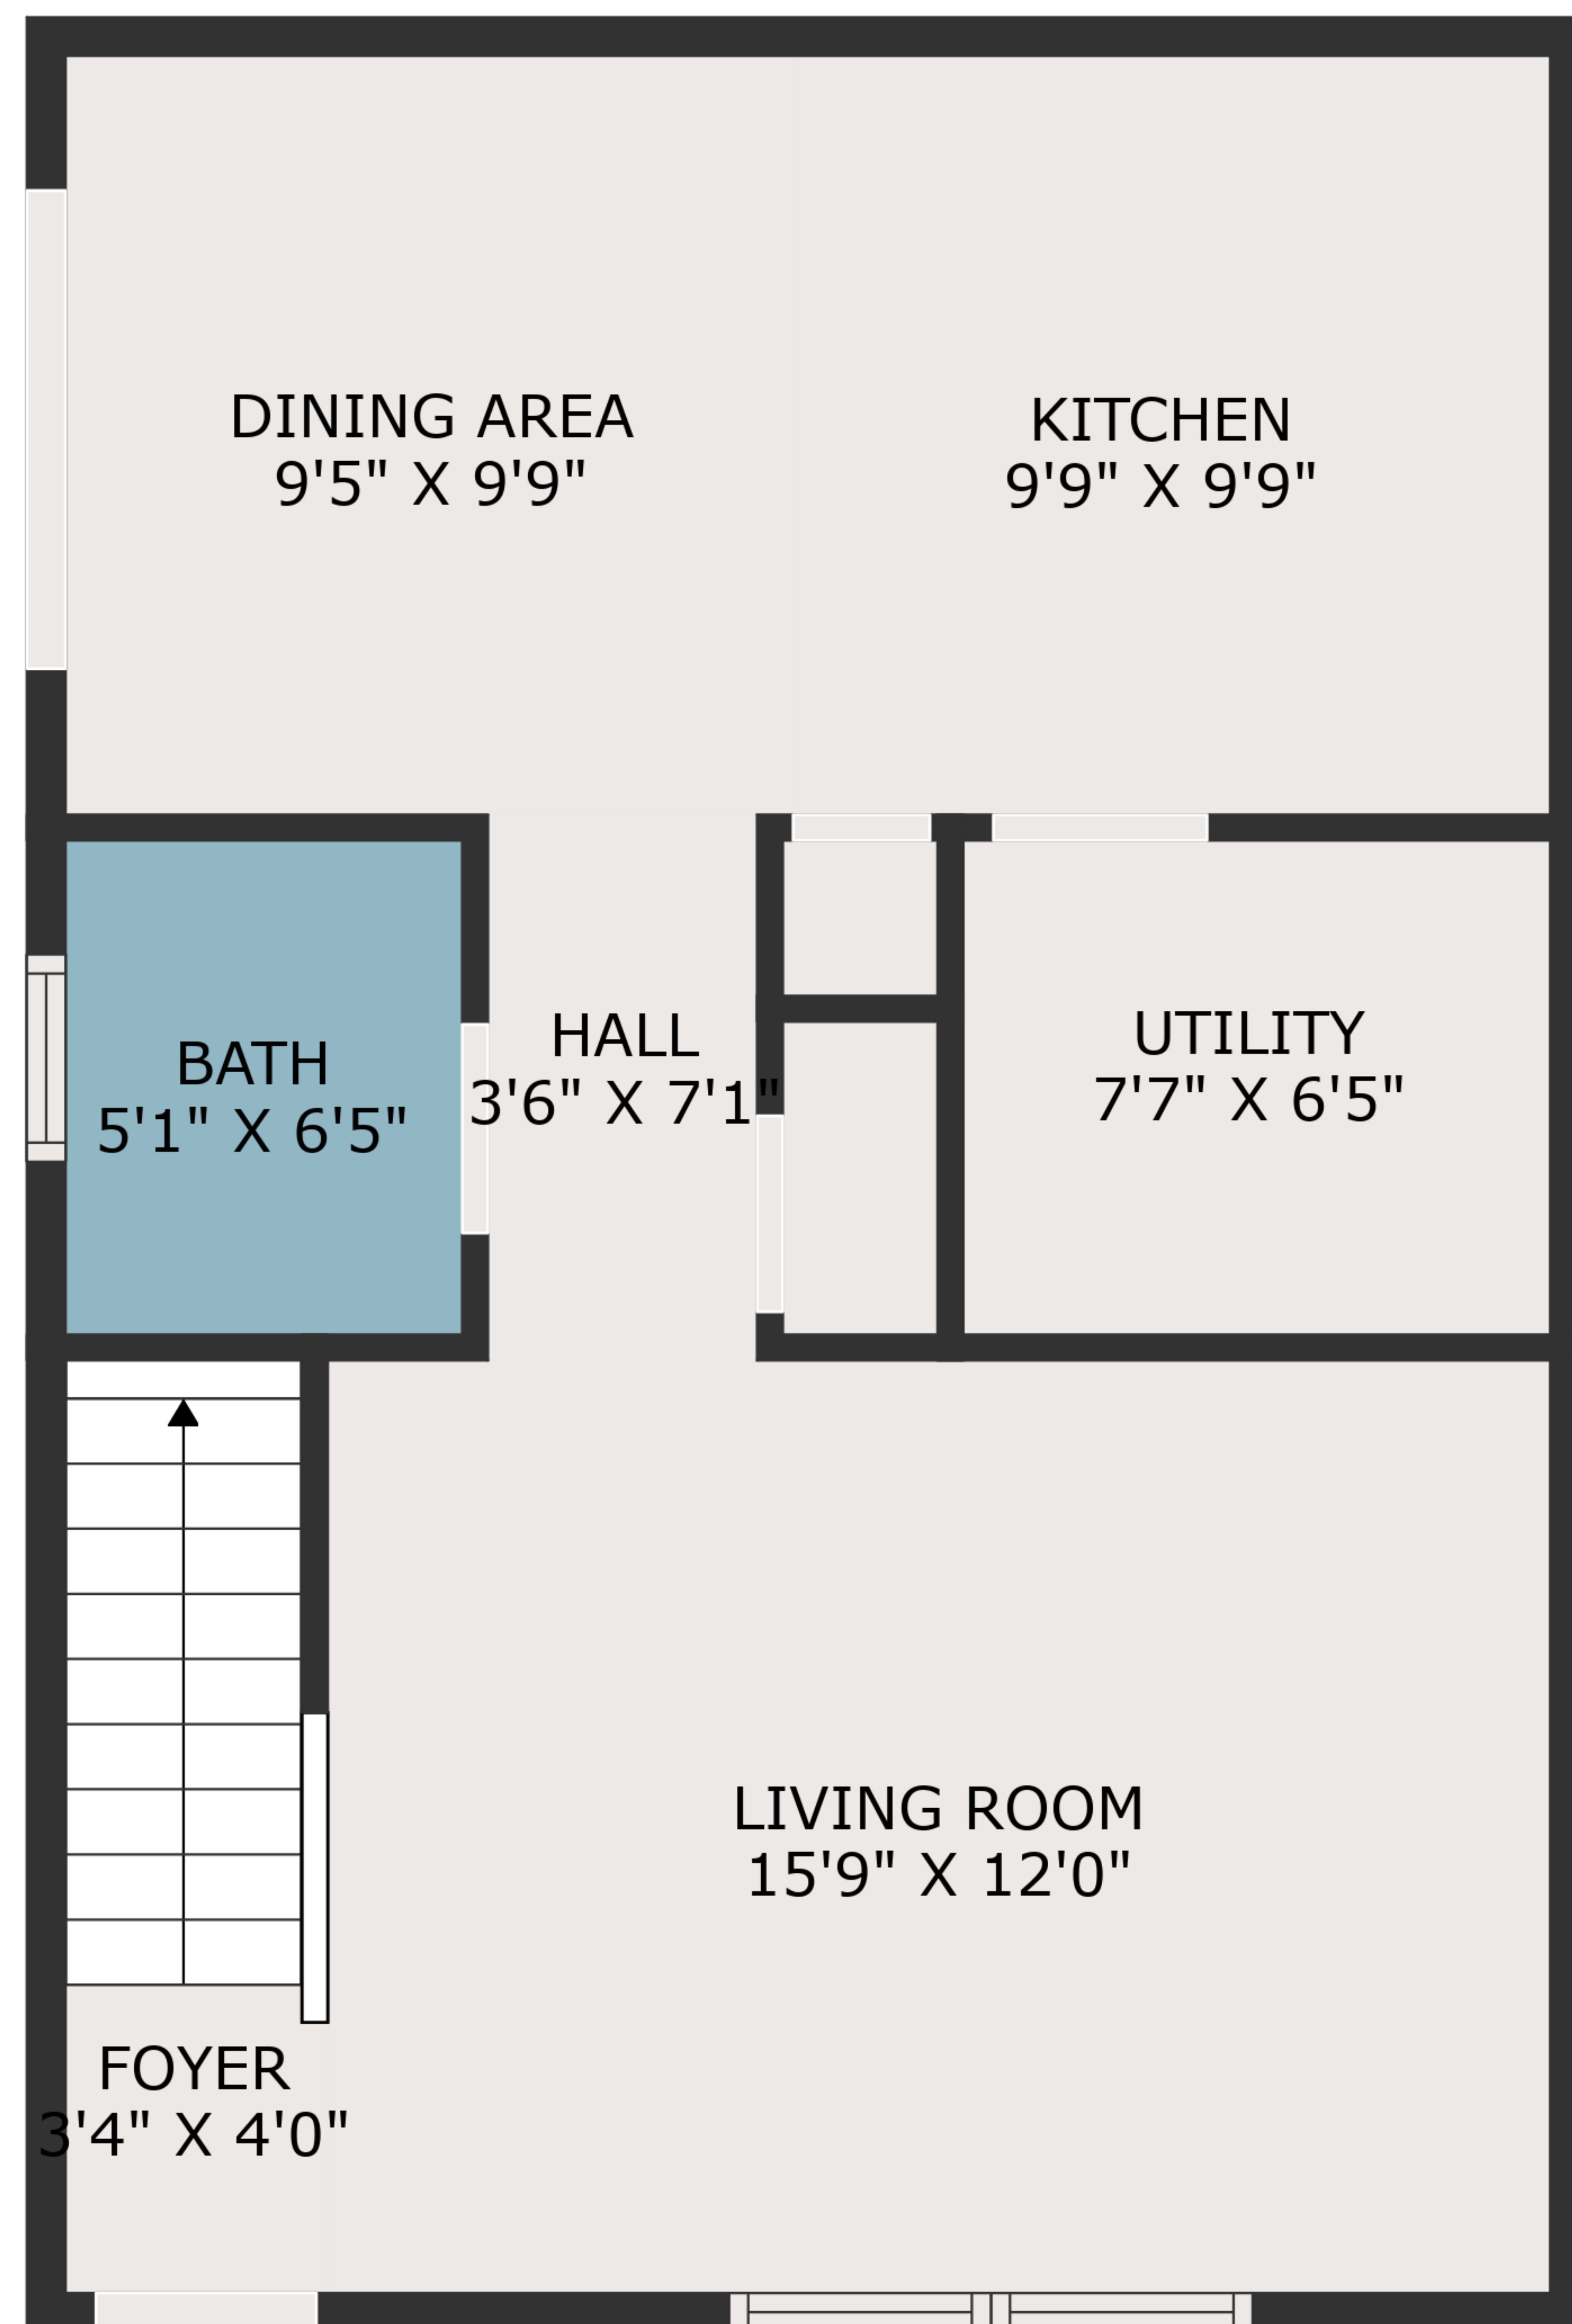 DINING AREA
9'5" X 9'9"
KITCHEN
9'9" X 9'9"
BATH
5'1" X 6'5"
HALL
3'6" X 7'1"
UTILITY
7'7" X 6'5"
LIVING ROOM
15'9" X 12'0"
FOYER
3'4" X 4'0"